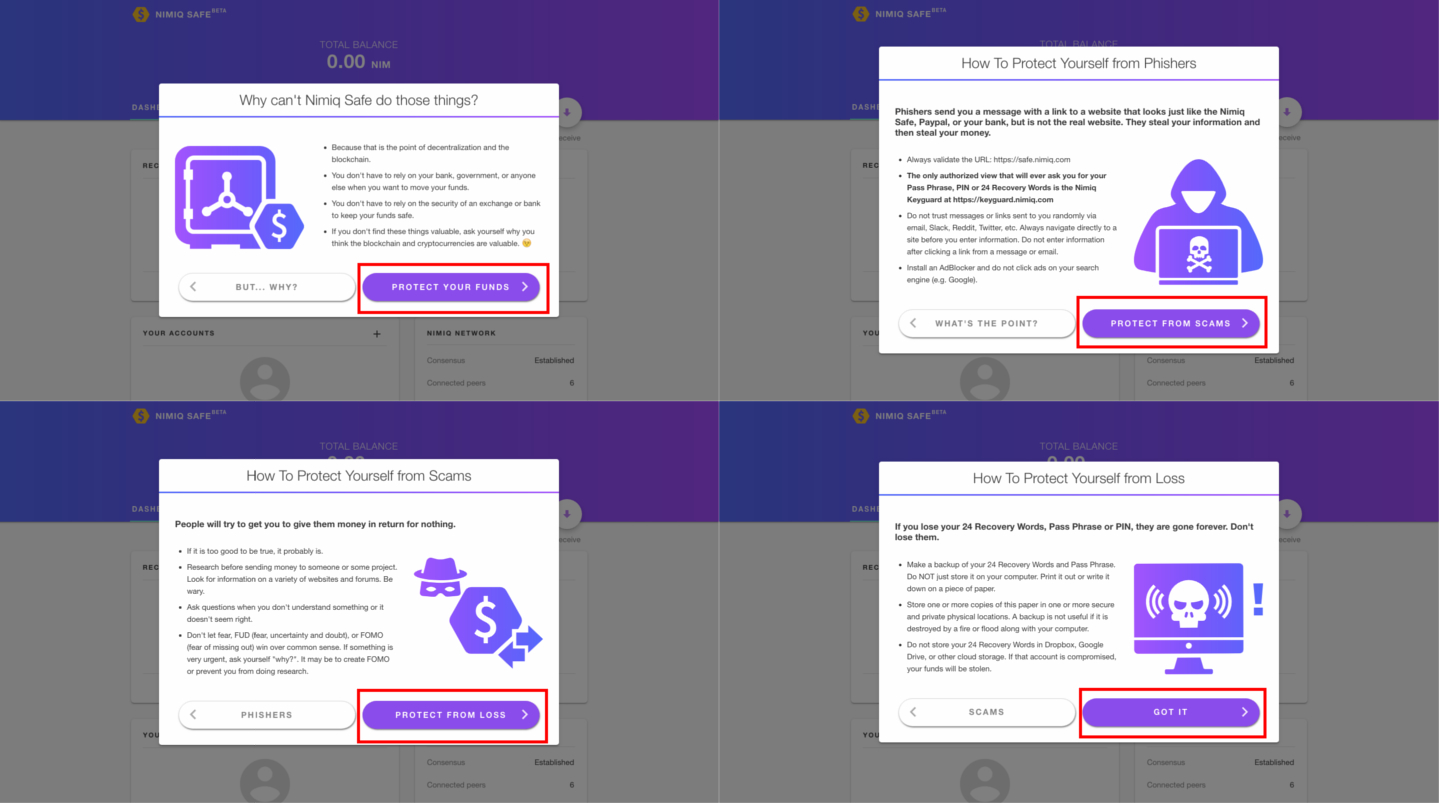 NIMIQ SAFE BETA
TOTAL BALANCE
0.00 NIM
DASHB
eceive
REC
Why can't Nimiq Safe do those things?
Because that is the point of decentralization and the
blockchain.
You don't have to rely on your bank, government, or anyone
else when you want to move your funds.
You don't have to rely on the security of an exchange or bank
to keep your funds safe.
If you don't find these things valuable, ask yourself why you
think the blockchain and cryptocurrencies are valuable. 😉
BUT... WHY?
PROTECT YOUR FUNDS
YOUR ACCOUNTS
NIMIQ NETWORK
Consensus Established
Connected peers 6
NIMIQ SAFE BETA
TOTAL BALANCE
DASHB
eceive
REC
How To Protect Yourself from Phishers
Phishers send you a message with a link to a website that looks just like the Nimiq
Safe, Paypal, or your bank, but is not the real website. They steal your information and
then steal your money.
Always validate the URL: https://safe.nimiq.com
The only authorized view that will ever ask you for your
Pass Phrase, PIN or 24 Recovery Words is the Nimiq
Keyguard at https://keyguard.nimiq.com
Do not trust messages or links sent to you randomly via
email, Slack, Reddit, Twitter, etc. Always navigate directly to a
site before you enter information. Do not enter information
after clicking a link from a message or email.
Install an AdBlocker and do not click ads on your search
engine (e.g. Google).
WHAT'S THE POINT?
PROTECT FROM SCAMS
YOU
Consensus Established
Connected peers 6
NIMIQ SAFE BETA
TOTAL BALANCE
DASHB
eceive
REC
How To Protect Yourself from Scams
People will try to get you to give them money in return for nothing.
If it is too good to be true, it probably is.
Research before sending money to someone or some project.
Look for information on a variety of websites and forums. Be
wary.
Ask questions when you don't understand something or it
doesn't seem right.
Don't let fear, FUD (fear, uncertainty and doubt), or FOMO
(fear of missing out) win over common sense. If something is
very urgent, ask yourself "why?". It may be to create FOMO
or prevent you from doing research.
PHISHERS
PROTECT FROM LOSS
YOU
Consensus Established
Connected peers 6
NIMIQ SAFE BETA
TOTAL BALANCE
DASHB
eceive
REC
How To Protect Yourself from Loss
If you lose your 24 Recovery Words, Pass Phrase or PIN, they are gone forever. Don't
lose them.
Make a backup of your 24 Recovery Words and Pass Phrase.
Do NOT just store it on your computer. Print it out or write it
down on a piece of paper.
Store one or more copies of this paper in one or more secure
and private physical locations. A backup is not useful if it is
destroyed by a fire or flood along with your computer.
Do not store your 24 Recovery Words in Dropbox, Google
Drive, or other cloud storage. If that account is compromised,
your funds will be stolen.
SCAMS
GOT IT
YOU
Consensus Established
Connected peers 6